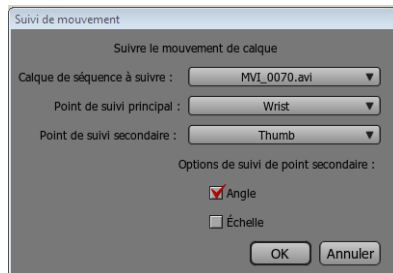 Suivi de mouvement
Suivre le mouvement de calque
Calque de séquence à suivre : MVI_0070.avi
Point de suivi principal : Wrist
Point de suivi secondaire : Thumb
Options de suivi de point secondaire :
Angle
Échelle
OK Annuler